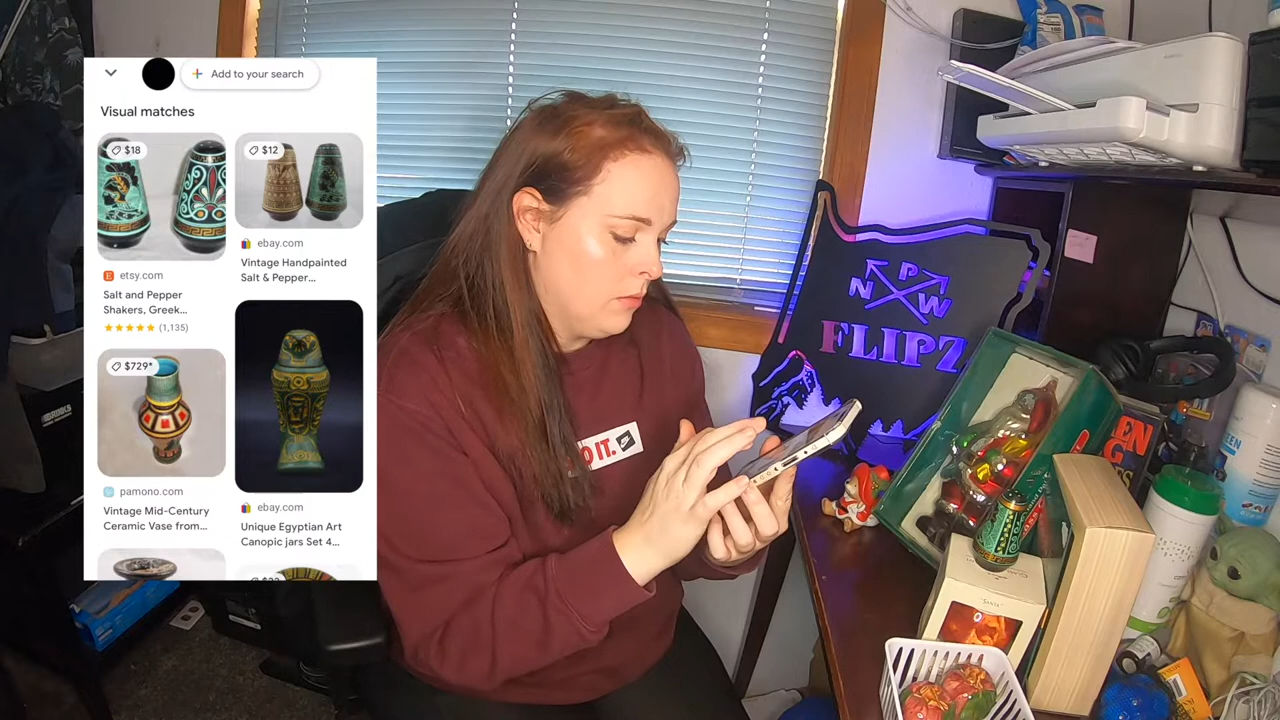 Add to your search
Visual matches
$18
etsy.com
Salt and Pepper
Shakers, Greek...
(1,135)
$12
ebay.com
Vintage Handpainted
Salt & Pepper...
$729*
pamono.com
Vintage Mid-Century
Ceramic Vase from...
ebay.com
Unique Egyptian Art
Canopic jars Set 4...
IT.
P
N W
FLIPZ
"SANTA"